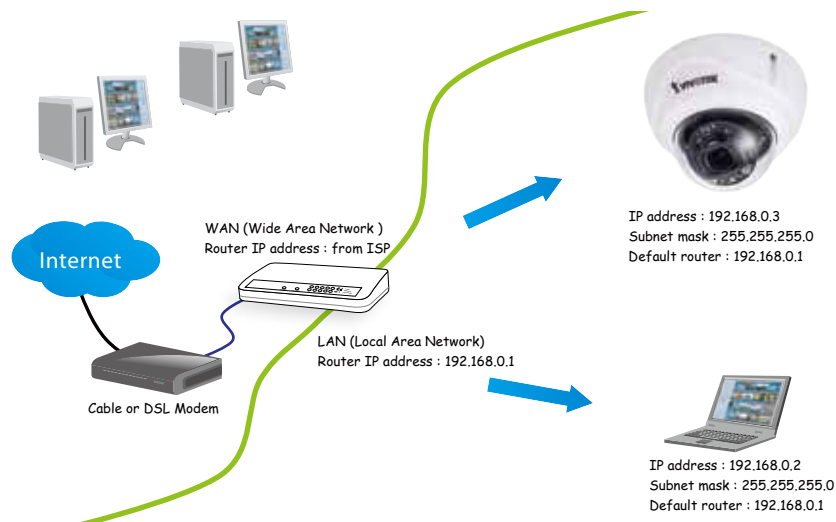 VIVOTEK
WAN (Wide Area Network )
Router IP address : from ISP
Internet
LAN (Local Area Network)
Router IP address : 192.168.0.1
Cable or DSL Modem
IP address : 192.168.0.3
Subnet mask : 255.255.255.0
Default router : 192.168.0.1
IP address : 192.168.0.2
Subnet mask : 255.255.255.0
Default router : 192.168.0.1